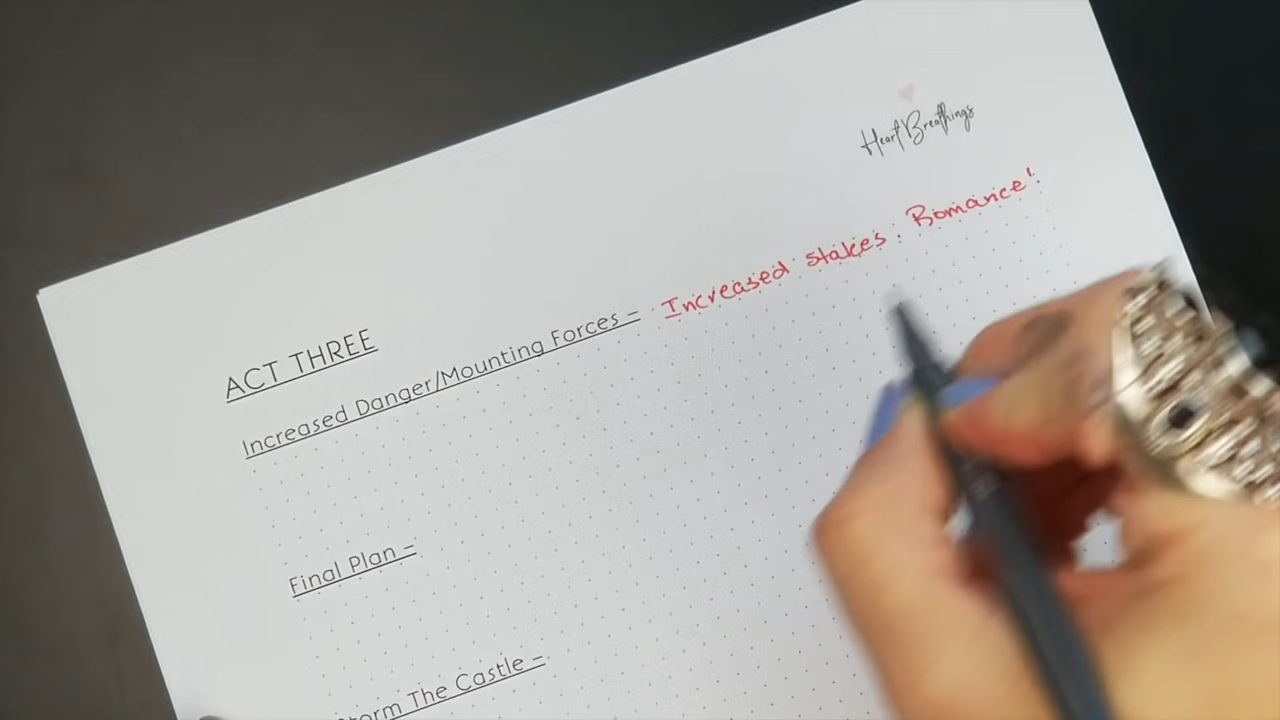 Heart Breathings
ACT THREE
Increased Danger/Mounting Forces = Increased stakes. Romance!
Final Plan =
Storm The Castle =